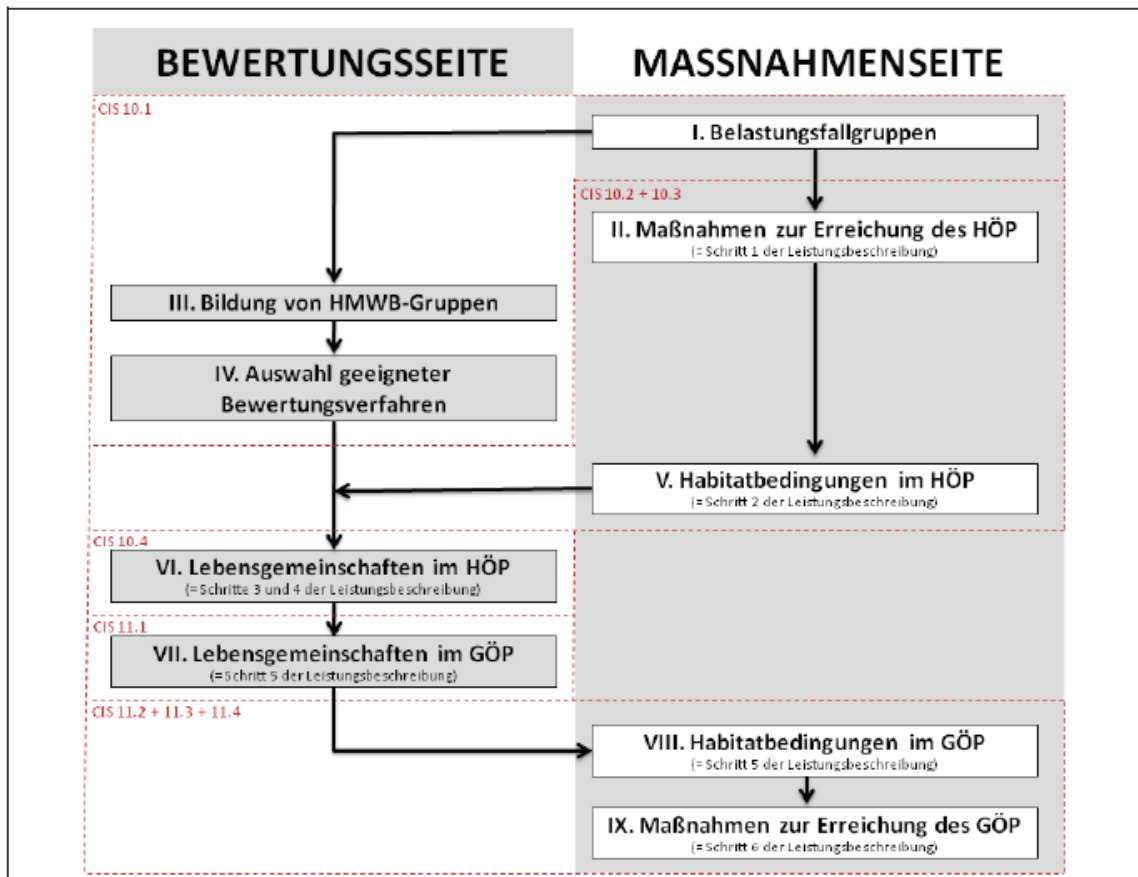 BEWERTUNGSSEITE
MASSNAHMENSEITE
CIS 10.1
I. Belastungsfallgruppen
CIS 10.2 + 10.3
II. Maßnahmen zur Erreichung des HÖP
(= Schritt 1 der Leistungsbeschreibung)
III. Bildung von HMWB-Gruppen
IV. Auswahl geeigneter
Bewertungsverfahren
V. Habitatbedingungen im HÖP
(= Schritt 2 der Leistungsbeschreibung)
CIS 10.4
VI. Lebensgemeinschaften im HÖP
(= Schritte 3 und 4 der Leistungsbeschreibung)
CIS 11.1
VII. Lebensgemeinschaften im GÖP
(= Schritt 5 der Leistungsbeschreibung)
CIS 11.2 + 11.3 + 11.4
VIII. Habitatbedingungen im GÖP
(= Schritt 5 der Leistungsbeschreibung)
IX. Maßnahmen zur Erreichung des GÖP
(= Schritt 6 der Leistungsbeschreibung)